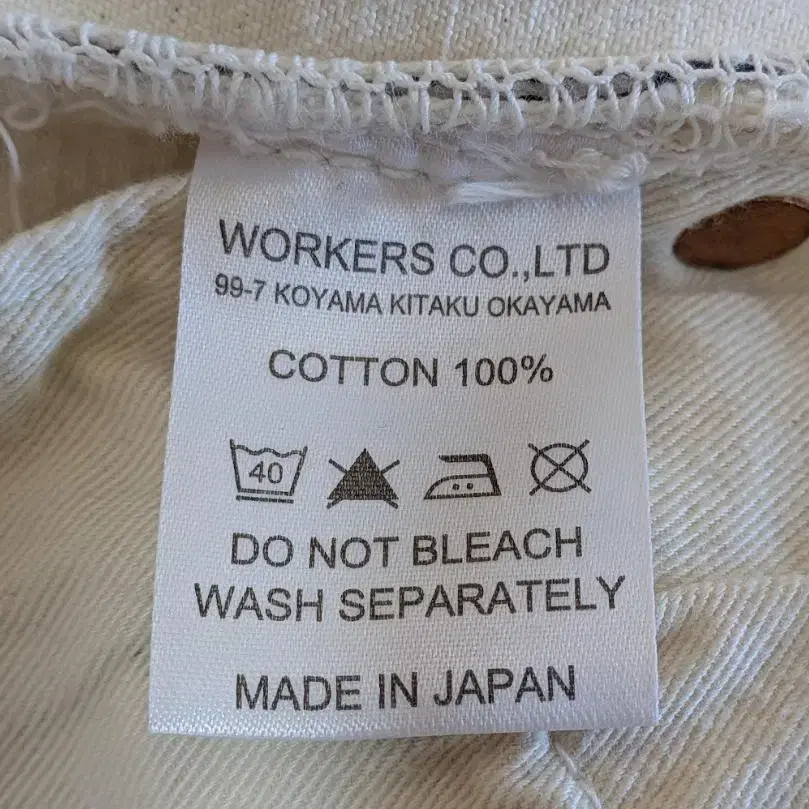 WORKERS CO.,LTD
99-7 KOYAMA KITAKU OKAYAMA
COTTON 100%
40
DO NOT BLEACH
WASH SEPARATELY
MADE IN JAPAN